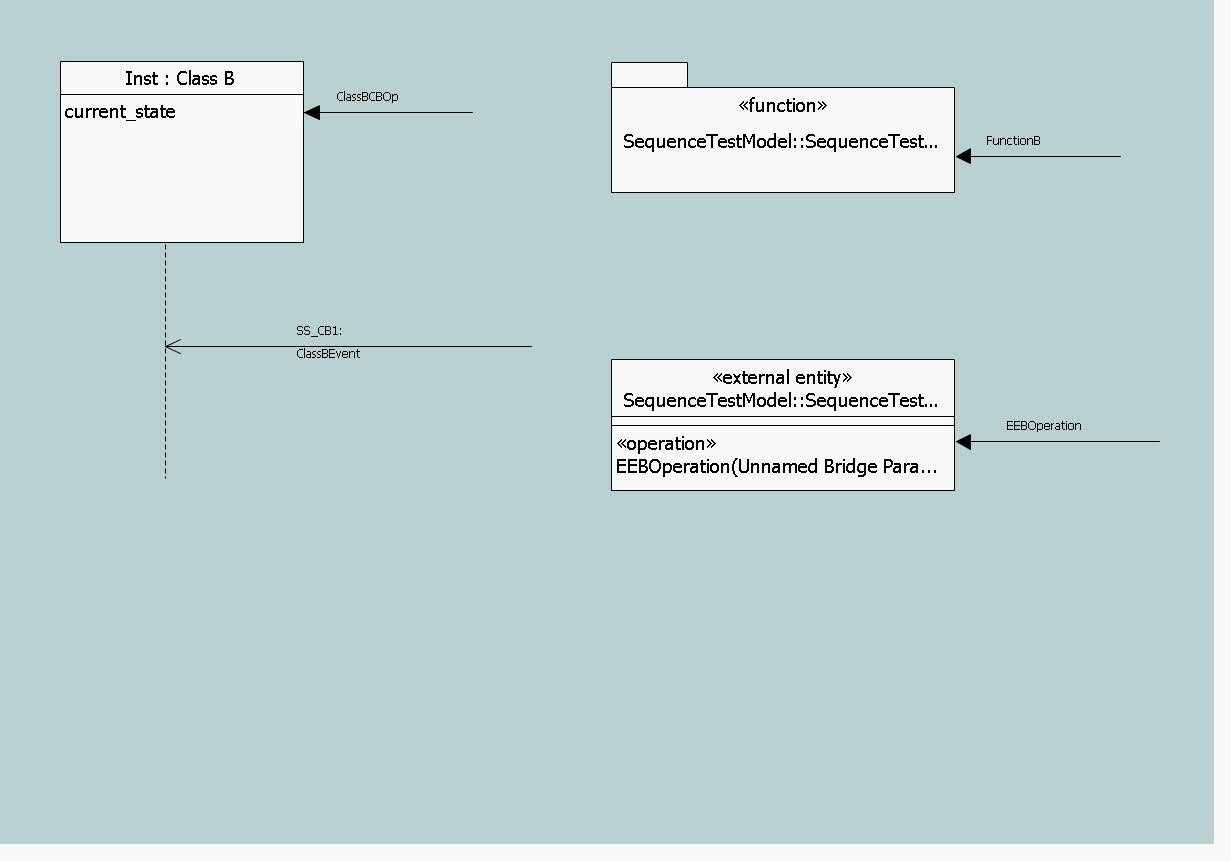 Inst : Class B
current_state
ClassBCBOp
«function»
SequenceTestModel::SequenceTest...
FunctionB
SS_CB1:
ClassBEvent
«external entity»
SequenceTestModel::SequenceTest...
«operation»
EEBOperation(Unnamed Bridge Para...
EEBOperation